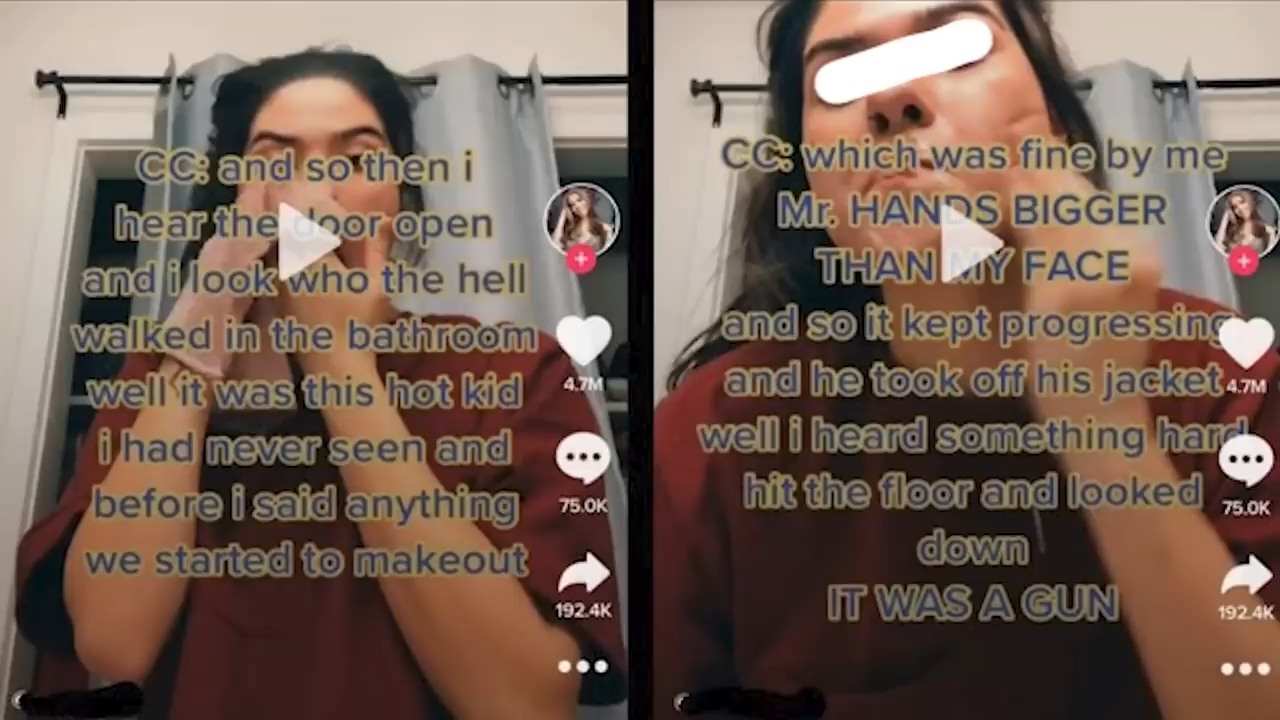 CC: and so then i
hear the door open
and i look who the hell
walked in the bathroom
well it was this hot kid
i had never seen and
before i said anything
we started to makeout
4.7M
75.0K
192.4K
CC: which was fine by me
Mr. HANDS BIGGER
THAN MY FACE
and so it kept progressing
and he took off his jacket
well i heard something hard
hit the floor and looked
down
IT WAS A GUN
4.7M
75.0K
192.4K